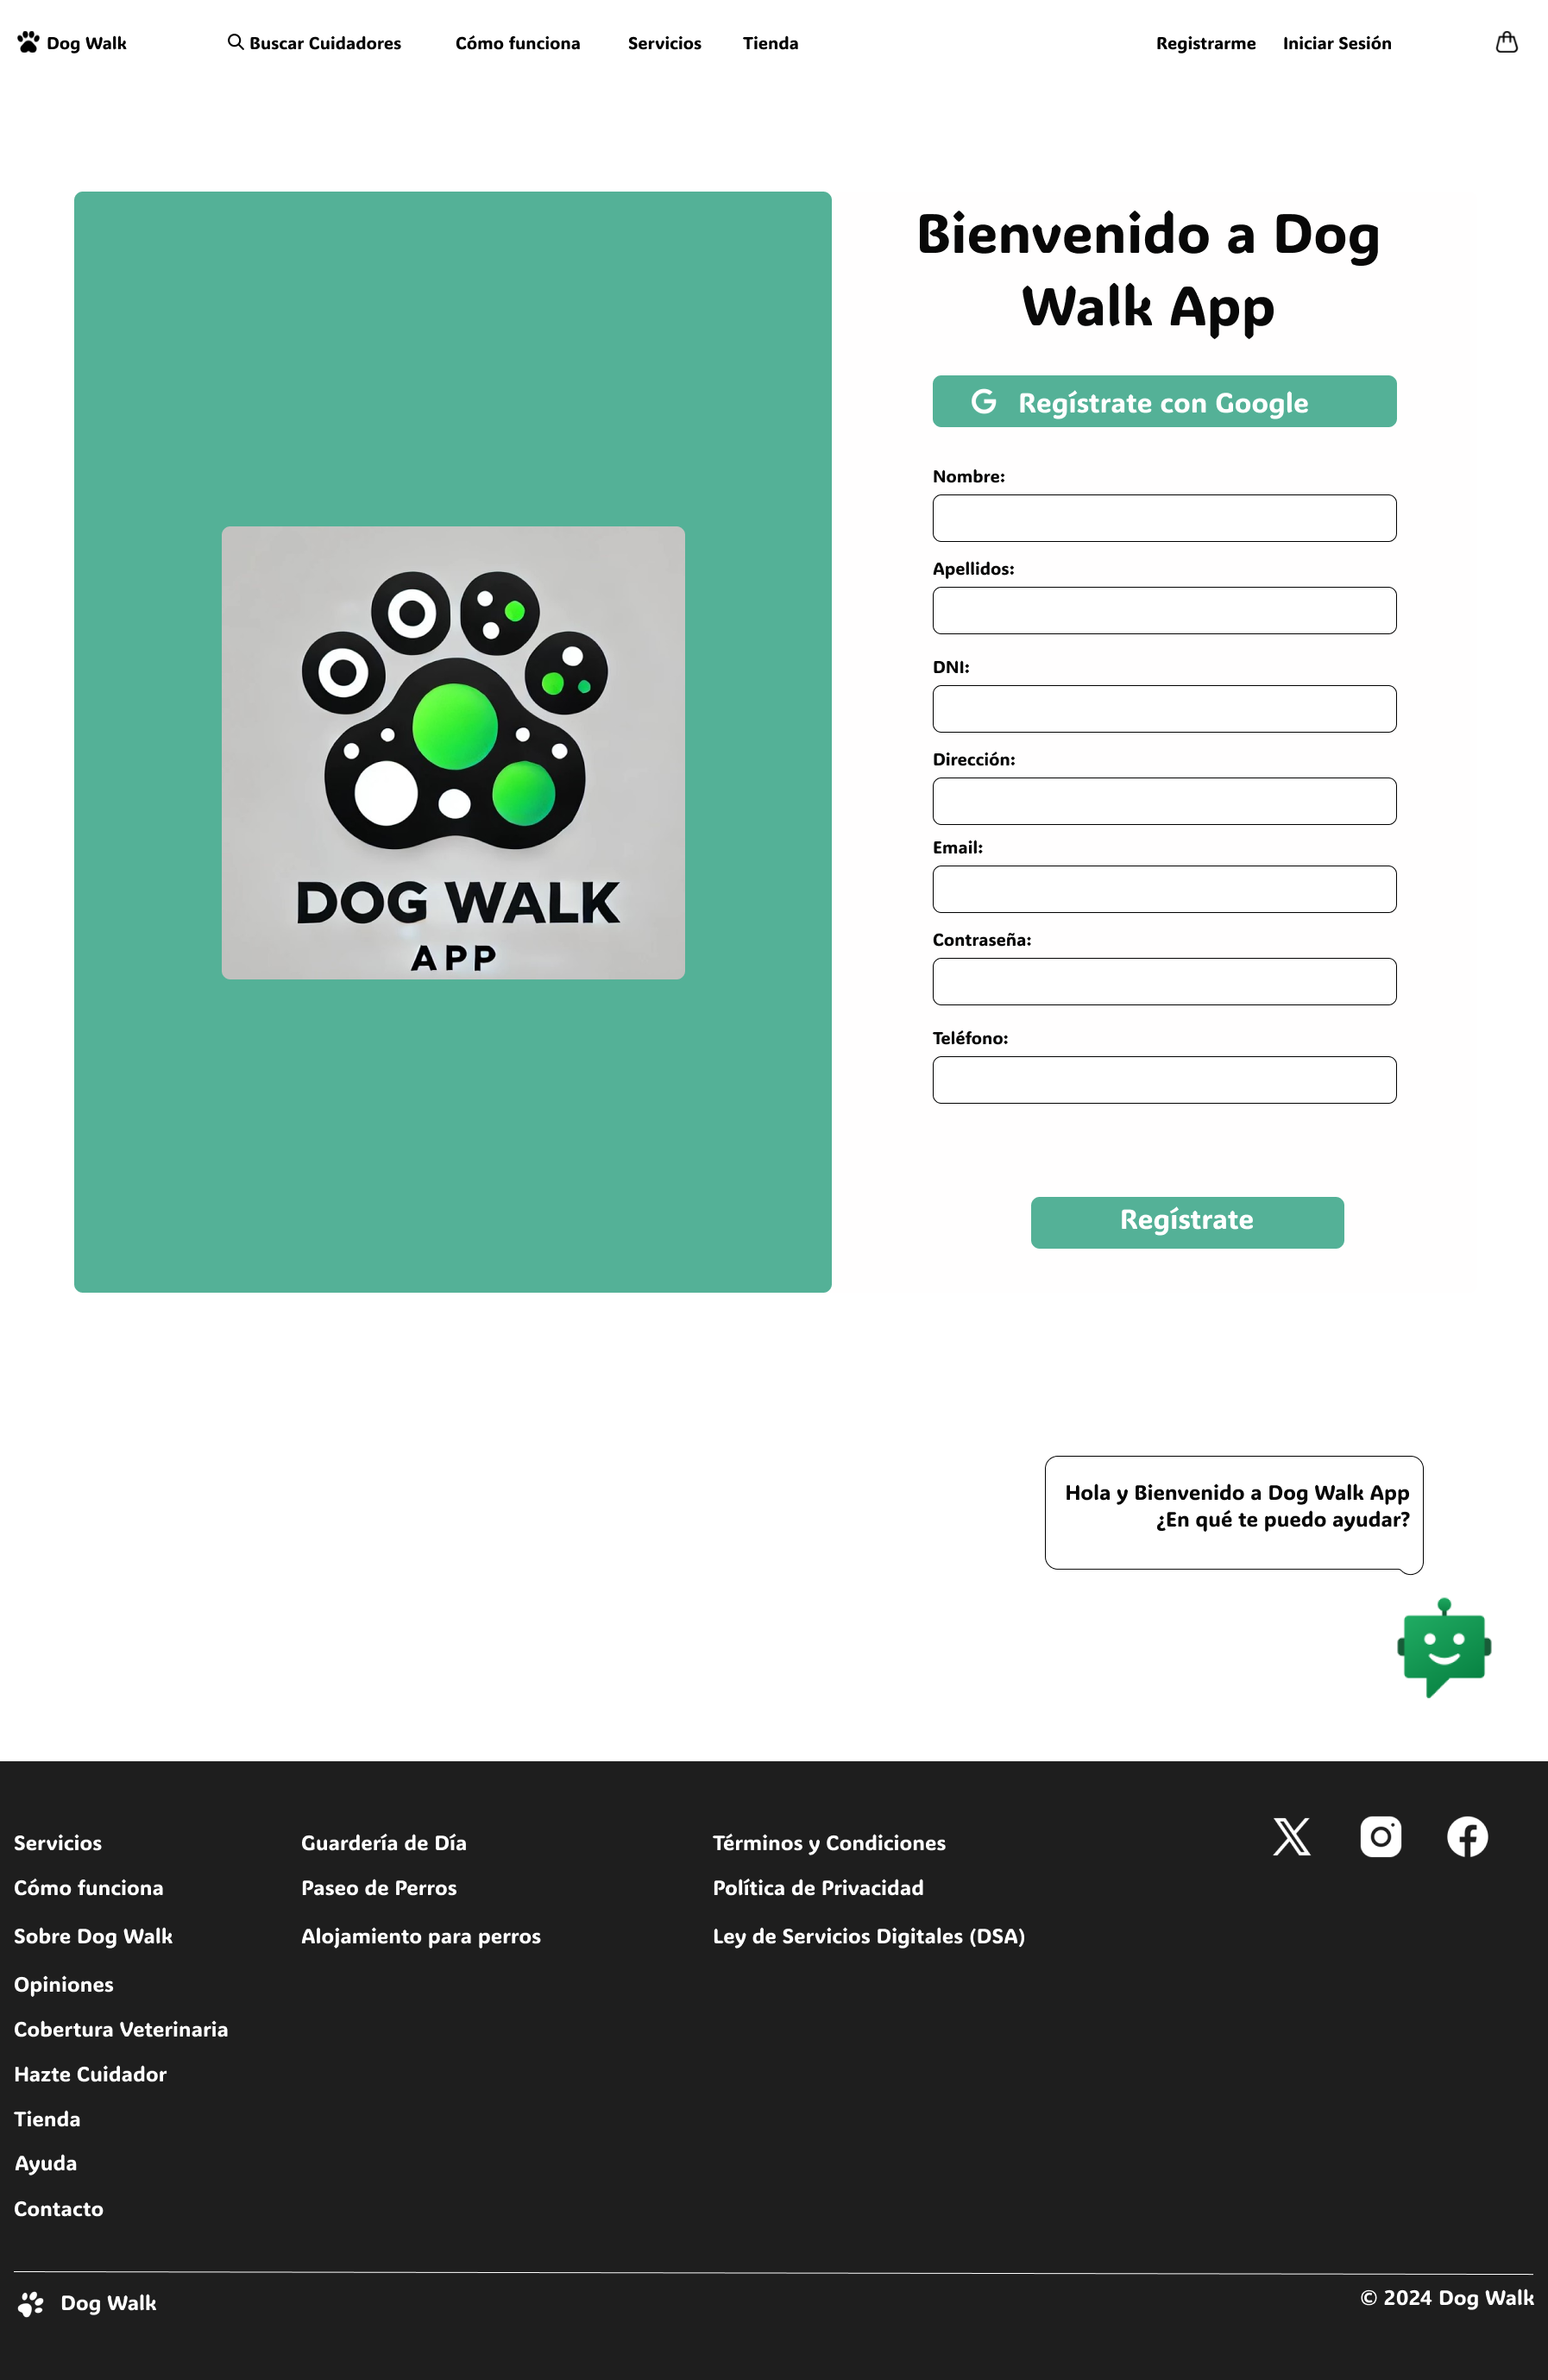 Dog Walk
Buscar Cuidadores
Cómo funciona
Servicios
Tienda
Registrarme
Iniciar Sesión
DOG WALK
APP
Bienvenido a Dog
Walk App
Regístrate con Google
Nombre:
Apellidos:
DNI:
Dirección:
Email:
Contraseña:
Teléfono:
Regístrate
Hola y Bienvenido a Dog Walk App
¿En qué te puedo ayudar?
Servicios
Cómo funciona
Sobre Dog Walk
Opiniones
Cobertura Veterinaria
Hazte Cuidador
Tienda
Ayuda
Contacto
Guardería de Día
Paseo de Perros
Alojamiento para perros
Términos y Condiciones
Política de Privacidad
Ley de Servicios Digitales (DSA)
Dog Walk
© 2024 Dog Walk